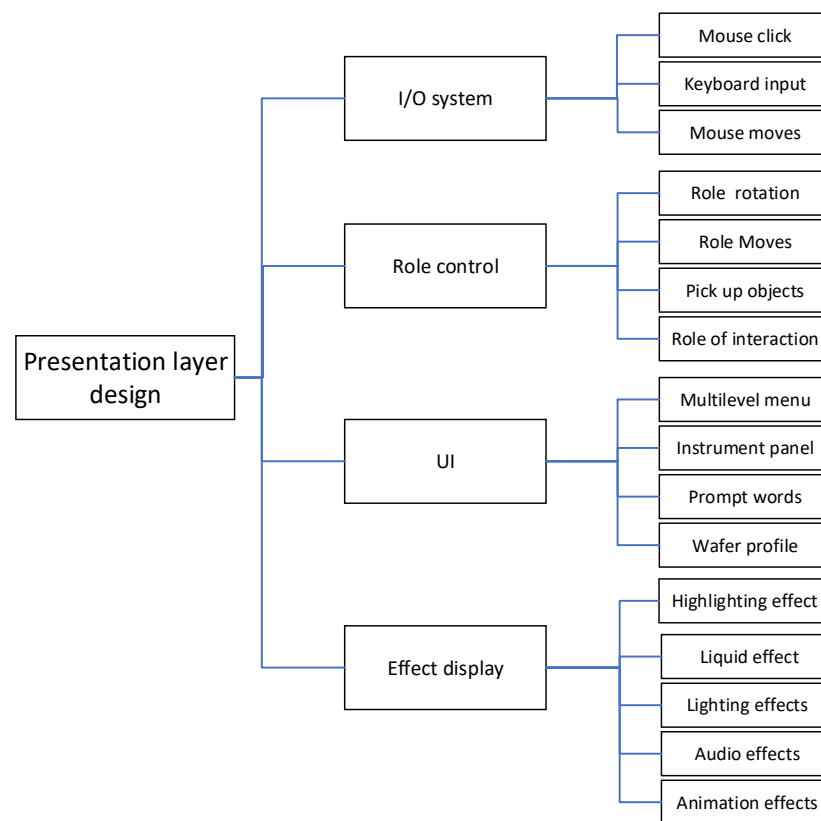 Presentation layer
design
I/O system
Mouse click
Keyboard input
Mouse moves
Role control
Role  rotation
Role Moves
Pick up objects
Role of interaction
UI
Multilevel menu
Instrument panel
Prompt words
Wafer profile
Effect display
Highlighting effect
Liquid effect
Lighting effects
Audio effects
Animation effects